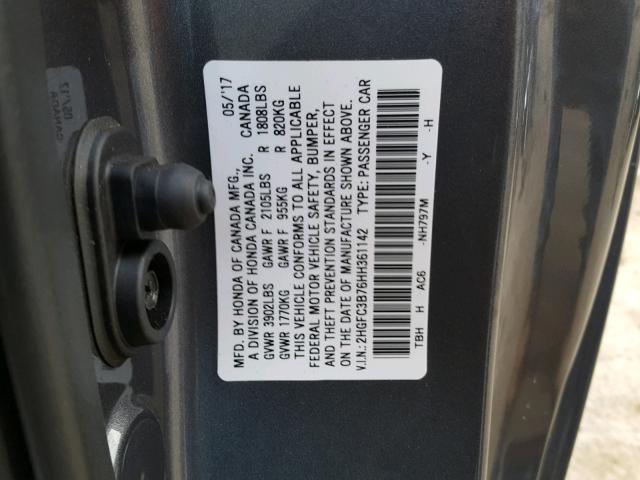 MFD. BY HONDA OF CANADA MFG., 05/'17
A DIVISION OF HONDA CANADA INC. CANADA
GVWR 3902LBS GAWR F 2105LBS R 1808LBS
GVWR 1770KG GAWR F 955KG R 820KG
THIS VEHICLE CONFORMS TO ALL APPLICABLE
FEDERAL MOTOR VEHICLE SAFETY, BUMPER,
AND THEFT PREVENTION STANDARDS IN EFFECT
ON THE DATE OF MANUFACTURE SHOWN ABOVE.
V.I.N.: 2HGFC3B76HH361142 TYPE: PASSENGER CAR
TBH H AC6 -NH797M -Y -H